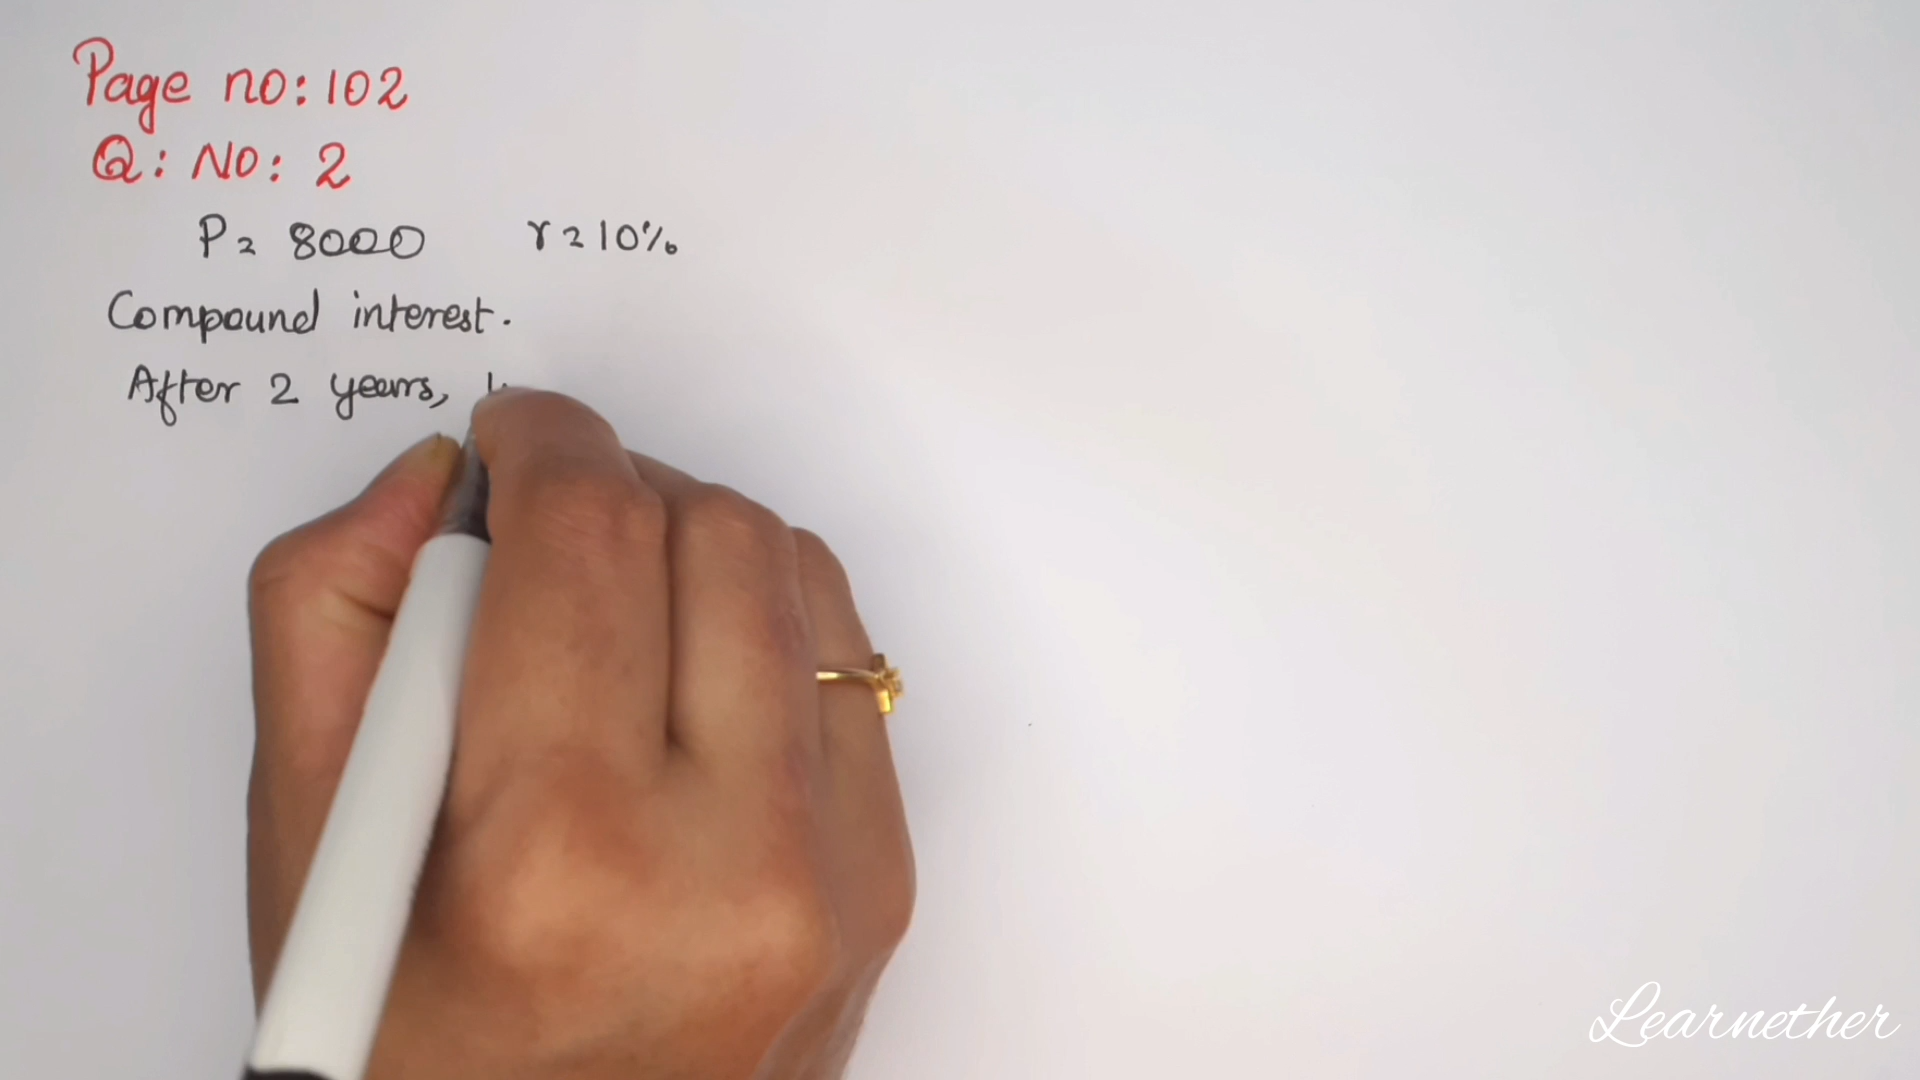 Page no: 102
Q: No: 2
P = 8000 r = 10%
Compound interest.
After 2 years,
Learnether